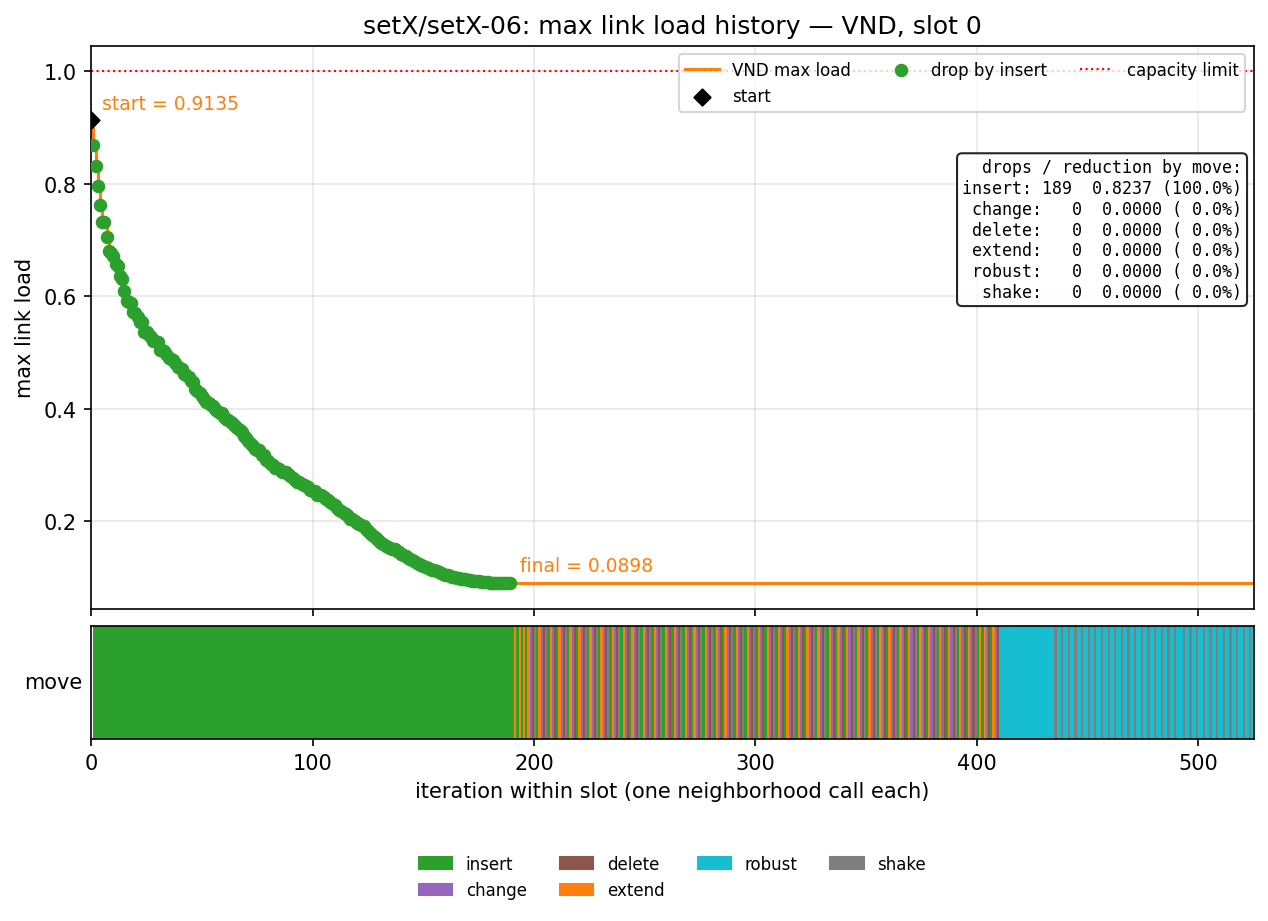 setX/setX-06: max link load history — VND, slot 0
max link load
1.0
0.8
0.6
0.4
0.2
VND max load
drop by insert
capacity limit
start
start = 0.9135
drops / reduction by move:
insert: 189 0.8237 (100.0%)
change: 0 0.0000 ( 0.0%)
delete: 0 0.0000 ( 0.0%)
extend: 0 0.0000 ( 0.0%)
robust: 0 0.0000 ( 0.0%)
shake: 0 0.0000 ( 0.0%)
final = 0.0898
move
0 100 200 300 400 500
iteration within slot (one neighborhood call each)
insert delete robust shake
change extend